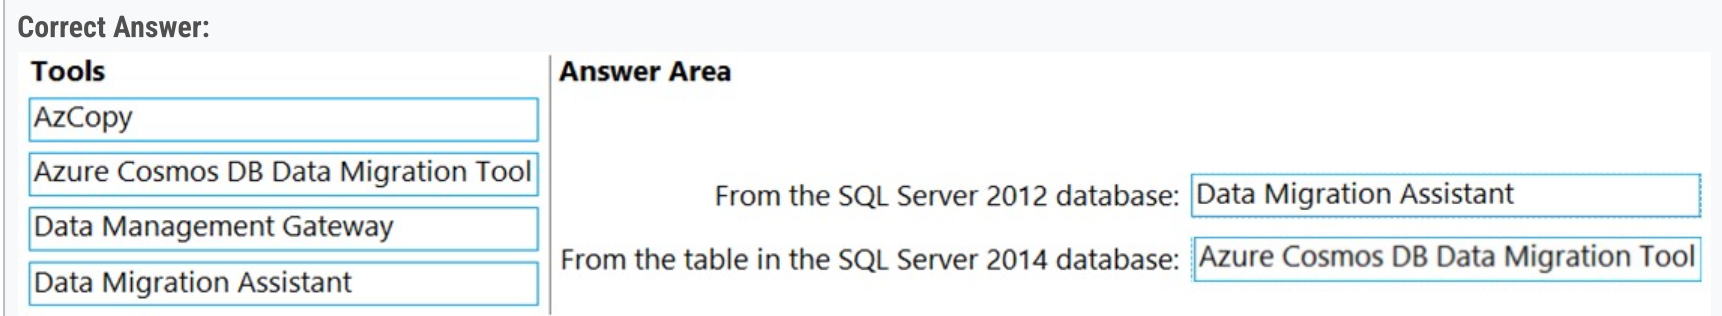 Correct Answer:
Tools
AzCopy
Azure Cosmos DB Data Migration Tool
Data Management Gateway
Data Migration Assistant
Answer Area
From the SQL Server 2012 database: Data Migration Assistant
From the table in the SQL Server 2014 database: Azure Cosmos DB Data Migration Tool